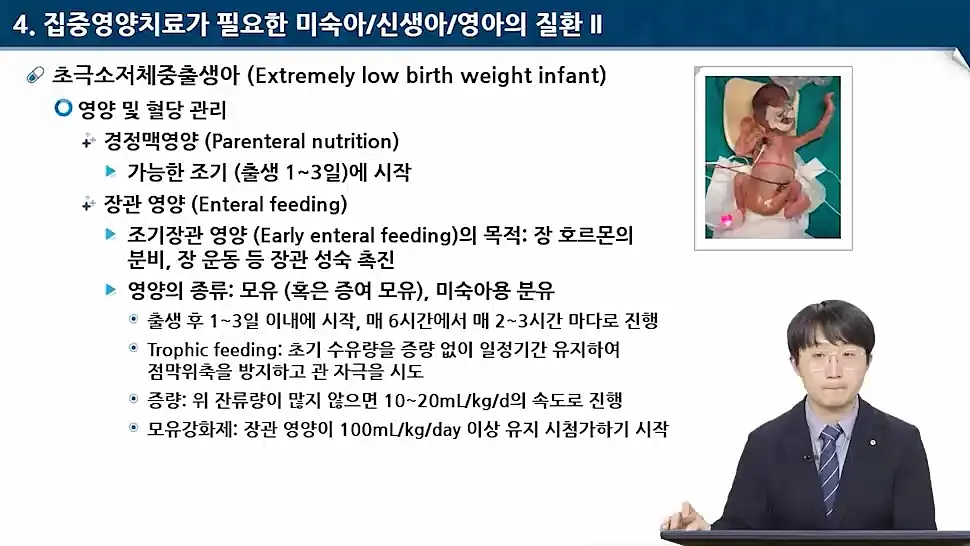 4. 집중영양치료가 필요한 미숙아/신생아/영아의 질환 II
초극소저체중출생아 (Extremely low birth weight infant)
영양 및 혈당 관리
경정맥영양 (Parenteral nutrition)
가능한 조기 (출생 1~3일)에 시작
장관 영양 (Enteral feeding)
조기장관 영양 (Early enteral feeding)의 목적: 장 호르몬의
분비, 장 운동 등 장관 성숙 촉진
영양의 종류: 모유 (혹은 증여 모유), 미숙아용 분유
출생 후 1~3일 이내에 시작, 매 6시간에서 매 2~3시간 마다로 진행
Trophic feeding: 초기 수유량을 증량 없이 일정기간 유지하여
점막위축을 방지하고 관 자극을 시도
증량: 위 잔류량이 많지 않으면 10~20mL/kg/d의 속도로 진행
모유강화제: 장관 영양이 100mL/kg/day 이상 유지 시첨가하기 시작